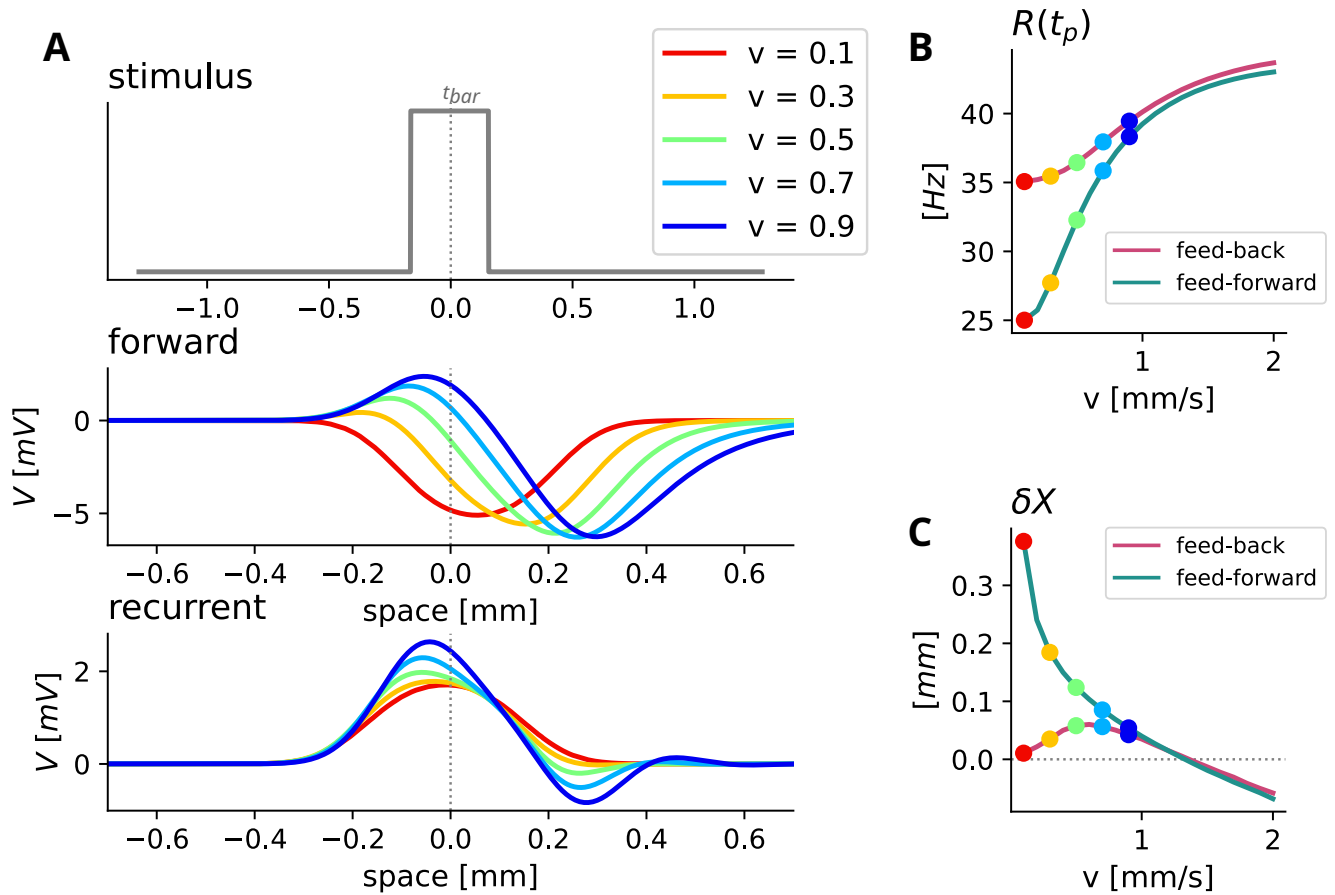 A
stimulus
t_bar
v = 0.1
v = 0.3
v = 0.5
v = 0.7
v = 0.9
−1.0 −0.5 0.0 0.5 1.0
forward
V [mV]
0
−5
−0.6 −0.4 −0.2 0.0 0.2 0.4 0.6
space [mm]
recurrent
V [mV]
2
0
−0.6 −0.4 −0.2 0.0 0.2 0.4 0.6
space [mm]
B
R(t_p)
[Hz]
40
35
30
25
feed-back
feed-forward
1 2
v [mm/s]
C
δX
[mm]
0.3
0.2
0.1
0.0
feed-back
feed-forward
1 2
v [mm/s]